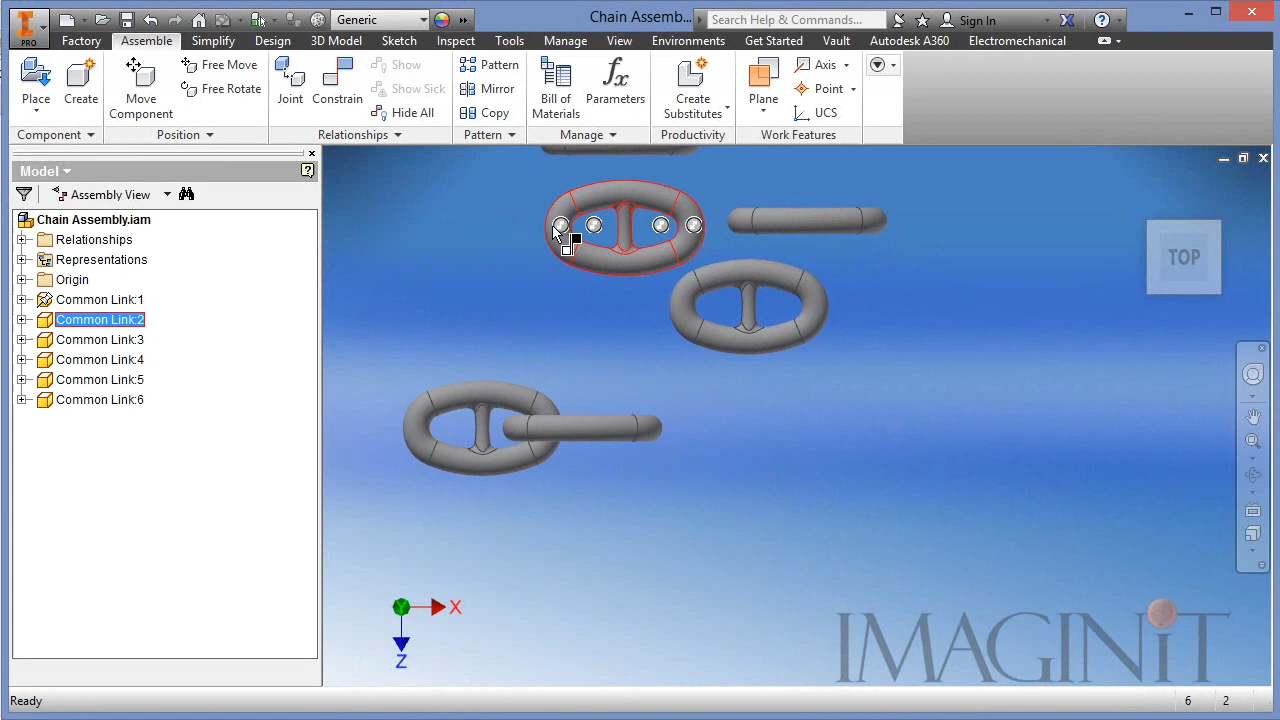 Generic
Chain Assemb...
Search Help & Commands...
Sign In
PRO
Factory Assemble Simplify Design 3D Model Sketch Inspect Tools Manage View Environments Get Started Vault Autodesk A360 Electromechanical
Place
Create
Move
Component
Free Move
Free Rotate
Joint
Constrain
Show
Show Sick
Hide All
Pattern
Mirror
Copy
Bill of
Materials
fx
Parameters
Create
Substitutes
Plane
Axis
Point
UCS
Component Position Relationships Pattern Manage Productivity Work Features
Model
Assembly View
Chain Assembly.iam
Relationships
Representations
Origin
Common Link:1
Common Link:2
Common Link:3
Common Link:4
Common Link:5
Common Link:6
TOP
Y
X
Z
IMAGINiT
Ready
6 2